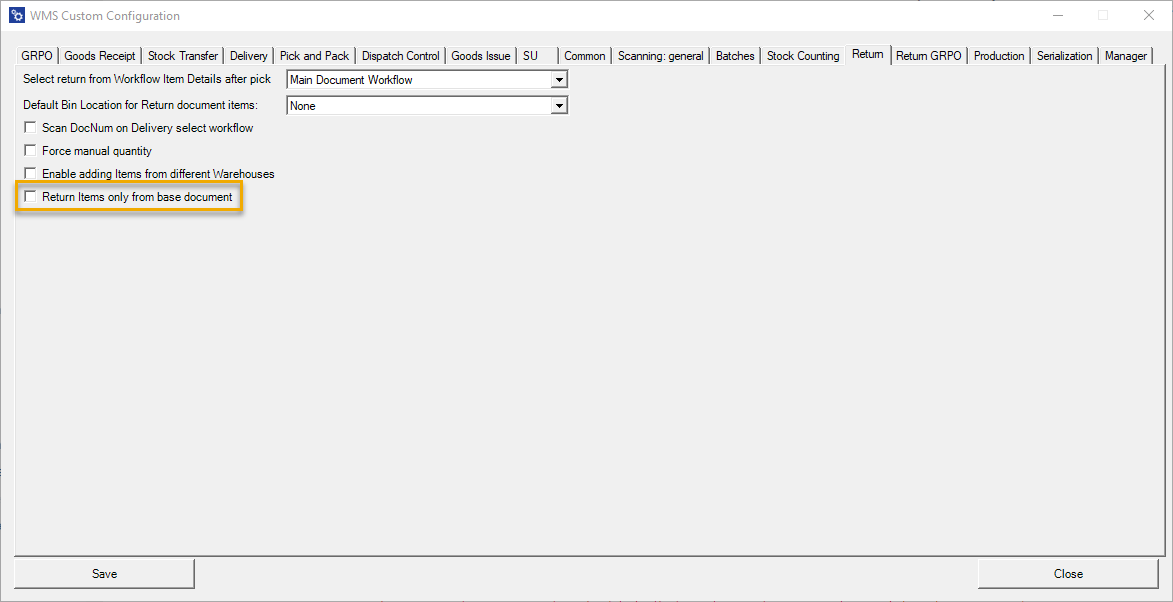 WMS Custom Configuration
GRPO Goods Receipt Stock Transfer Delivery Pick and Pack Dispatch Control Goods Issue SU Common Scanning: general Batches Stock Counting Return Return GRPO Production Serialization Manager
Select return from Workflow Item Details after pick Main Document Workflow
Default Bin Location for Return document items: None
Scan DocNum on Delivery select workflow
Force manual quantity
Enable adding Items from different Warehouses
Return Items only from base document
Save Close